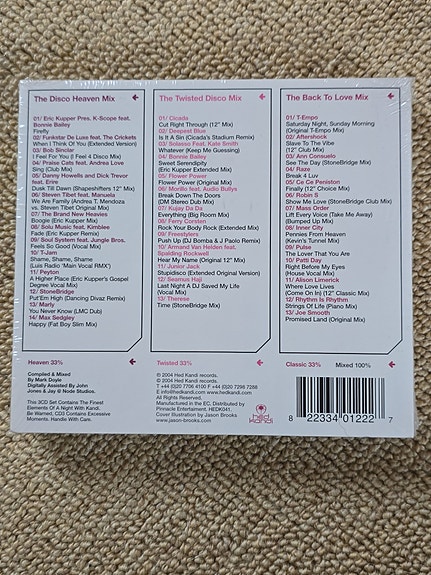 The Disco Heaven Mix
01/ Eric Kupper Pres. K-Scope feat.
Bonnie Bailey
Firefly
02/ Funkstar De Luxe feat. The Crickets
When I Think Of You (Extended Version)
03/ Bob Sinclar
I Feel For You (I Feel 4 Disco Mix)
04/ Praise Cats feat. Andrea Love
Sing (Club Mix)
05/ Danny Howells and Dick Trevor
feat. Erire
Dusk Till Dawn (Shapeshifters 12" Mix)
06/ Steven Tibet feat. Manuela
We Are Family (Andrea T. Mendoza
vs. Steven Tibet Original Mix)
07/ The Brand New Heavies
Boogie (Eric Kupper Mix)
08/ Solu Music feat. Kimblee
Fade (Eric Kupper Remix)
09/ Soul System feat. Jungle Bros.
Feels So Good (Vocal Mix)
10/ T-Jam
Shame, Shame, Shame
(Luis Radio 'Main Vocal RMX')
11/ Peyton
A Higher Place (Eric Kupper's Gospel
Degree Vocal Mix)
12/ StoneBridge
Put'Em High (Dancing Divaz Remix)
13/ Marly
You Never Know (LMC Dub)
14/ Max Sedgley
Happy (Fat Boy Slim Mix)
Heaven 33%
Compiled & Mixed
By Mark Doyle
Digitally Assisted By John
Jones & Jay @ Node Studios.
This 3CD Set Contains The Finest
Elements Of A Night With Kandi.
Be Warned, CD3 Contains Excessive
Moments. Handle With Care.
The Twisted Disco Mix
01/ Cicada
Cut Right Through (12" Mix)
02/ Deepest Blue
Is It A Sin (Cicada's Stadium Remix)
03/ Solasso Feat. Kate Smith
Whatever (Keep Me Guessing)
04/ Bonnie Bailey
Sweet Serendipity
(Eric Kupper Extended Mix)
05/ Flower Power
Flower Power (Original Mix)
06/ Morillo feat. Audio Bullys
Break Down The Doors
(DM Stereo Dub Mix)
07/ Kujay Da Da
Everything (Big Room Mix)
08/ Ferry Corsten
Rock Your Body Rock (Extended Mix)
09/ Freestylers
Push Up (DJ Bomba & J Paolo Remix)
10/ Armand Van Helden feat.
Spalding Rockwell
Hear My Name (Original 12" Mix)
11/ Junior Jack
Stupidisco (Original Extended Version)
12/ Seamus Haji
Last Night A DJ Saved My Life
(Vocal Mix)
13/ Therese
Time (StoneBridge Mix)
Twisted 33%
℗ 2004 Hed Kandi records.
© 2004 Hed Kandi records.
T +44 (0)20 7706 4100 F +44 (0)20 7298 7288
E info@hedkandi.com www.hedkandi.com
All Rights Reserved.
Manufactured in the EC. Distributed by
Pinnacle Entertainment. HEDK041.
Cover Illustration by Jason Brooks
www.jason-brooks.com
hed
kandi
The Back To Love Mix
01/ T-Empo
Saturday Night, Sunday Morning
(Original T-Empo Mix)
02/ Aftershock
Slave To The Vibe
(12" Club Mix)
03/ Ann Consuelo
See The Day (StoneBridge Mix)
04/ Raze
Break 4 Luv
05/ Ce Ce Peniston
Finally (12" Choice Mix)
06/ Robin S
Show Me Love (StoneBridge Club Mix)
07/ Mass Order
Lift Every Voice (Take Me Away)
(Bumped Up Mix)
08/ Inner City
Pennies From Heaven
(Kevin's Tunnel Mix)
09/ Pulse
The Lover That You Are
10/ Patti Day
Right Before My Eyes
(House Vocal Mix)
11/ Alison Limerick
Where Love Lives
(Come On In) (12" Classic Mix)
12/ Rhythm Is Rhythm
Strings Of Life (Piano Mix)
13/ Joe Smooth
Promised Land (Original Mix)
Classic 33%
Mixed 100%
8 22334 01222 7